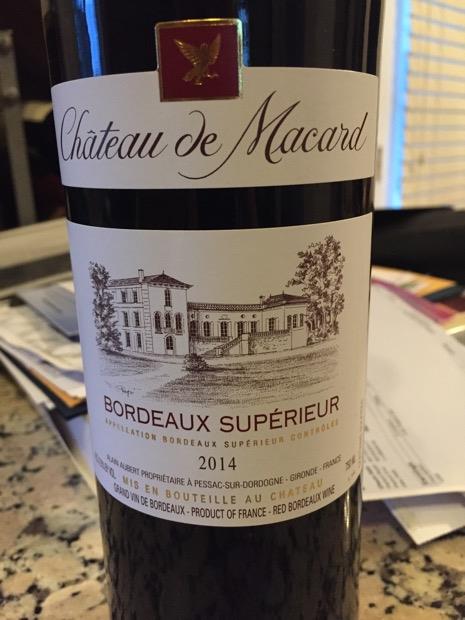 Château de Macard
BORDEAUX SUPÉRIEUR
APPELLATION BORDEAUX SUPÉRIEUR CONTRÔLÉE
2014
ALAIN AUBERT PROPRIÉTAIRE À PESSAC-SUR-DORDOGNE - GIRONDE - FRANCE
MIS EN BOUTEILLE AU CHATEAU
GRAND VIN DE BORDEAUX - PRODUCT OF FRANCE - RED BORDEAUX WINE